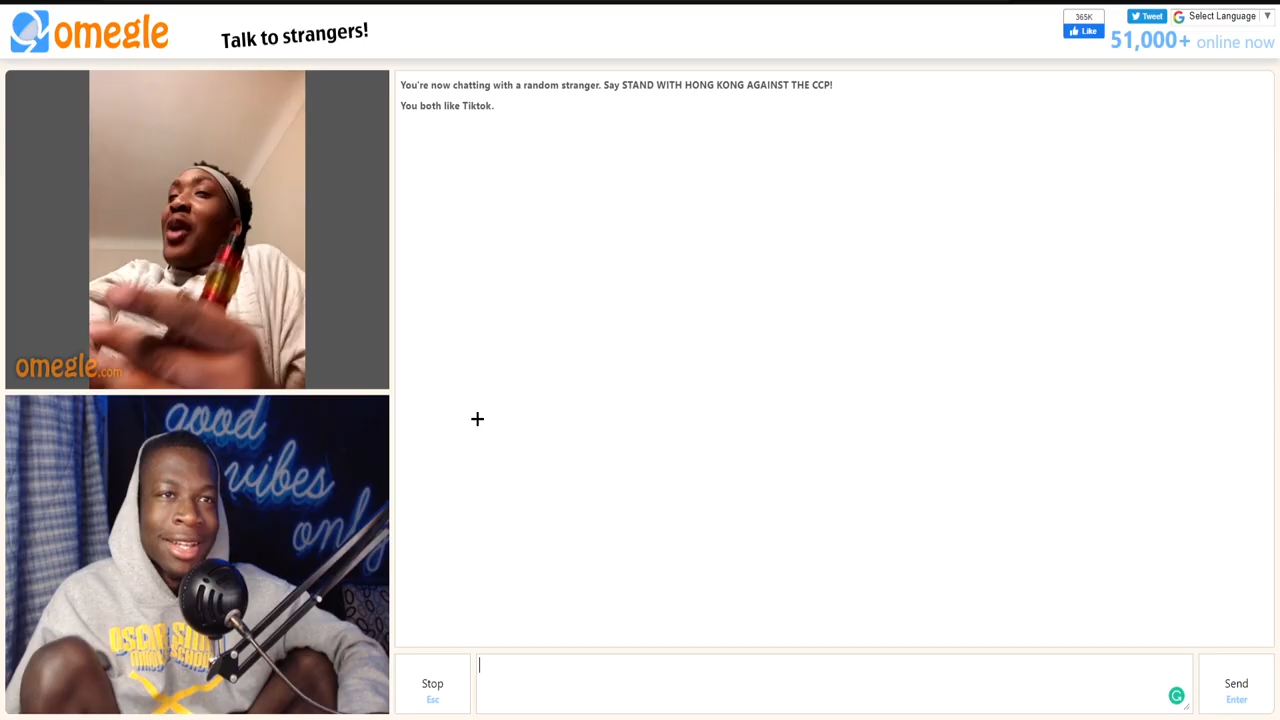 omegle
Talk to strangers!
365K
Like
Tweet
Select Language
51,000+ online now
You're now chatting with a random stranger. Say STAND WITH HONG KONG AGAINST THE CCP!
You both like Tiktok.
omegle.com
good
vibes
only
Stop
Esc
Send
Enter